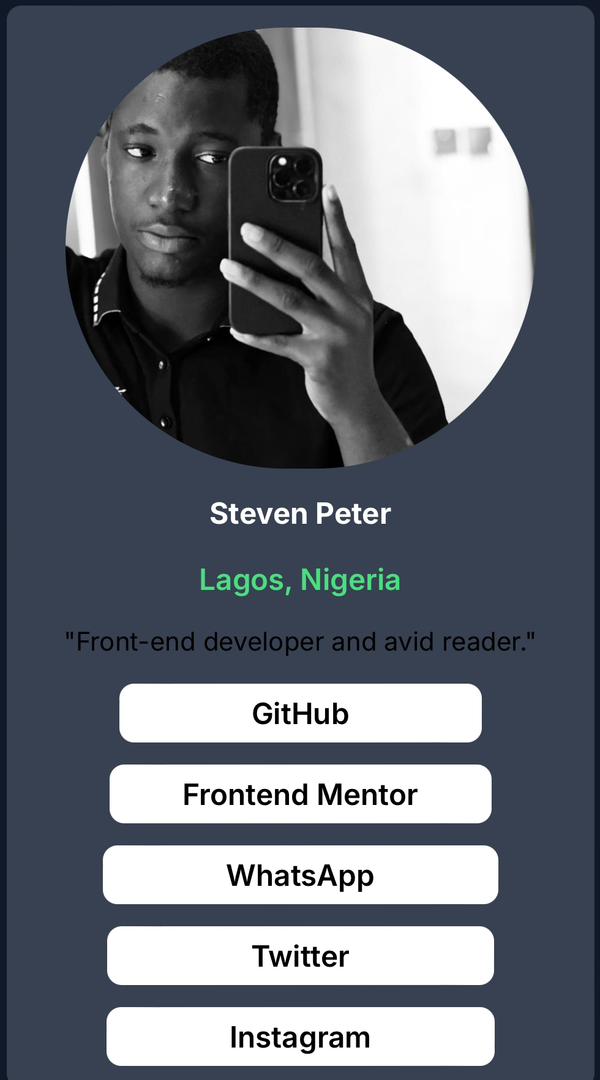 Steven Peter
Lagos, Nigeria
"Front-end developer and avid reader."
GitHub
Frontend Mentor
WhatsApp
Twitter
Instagram